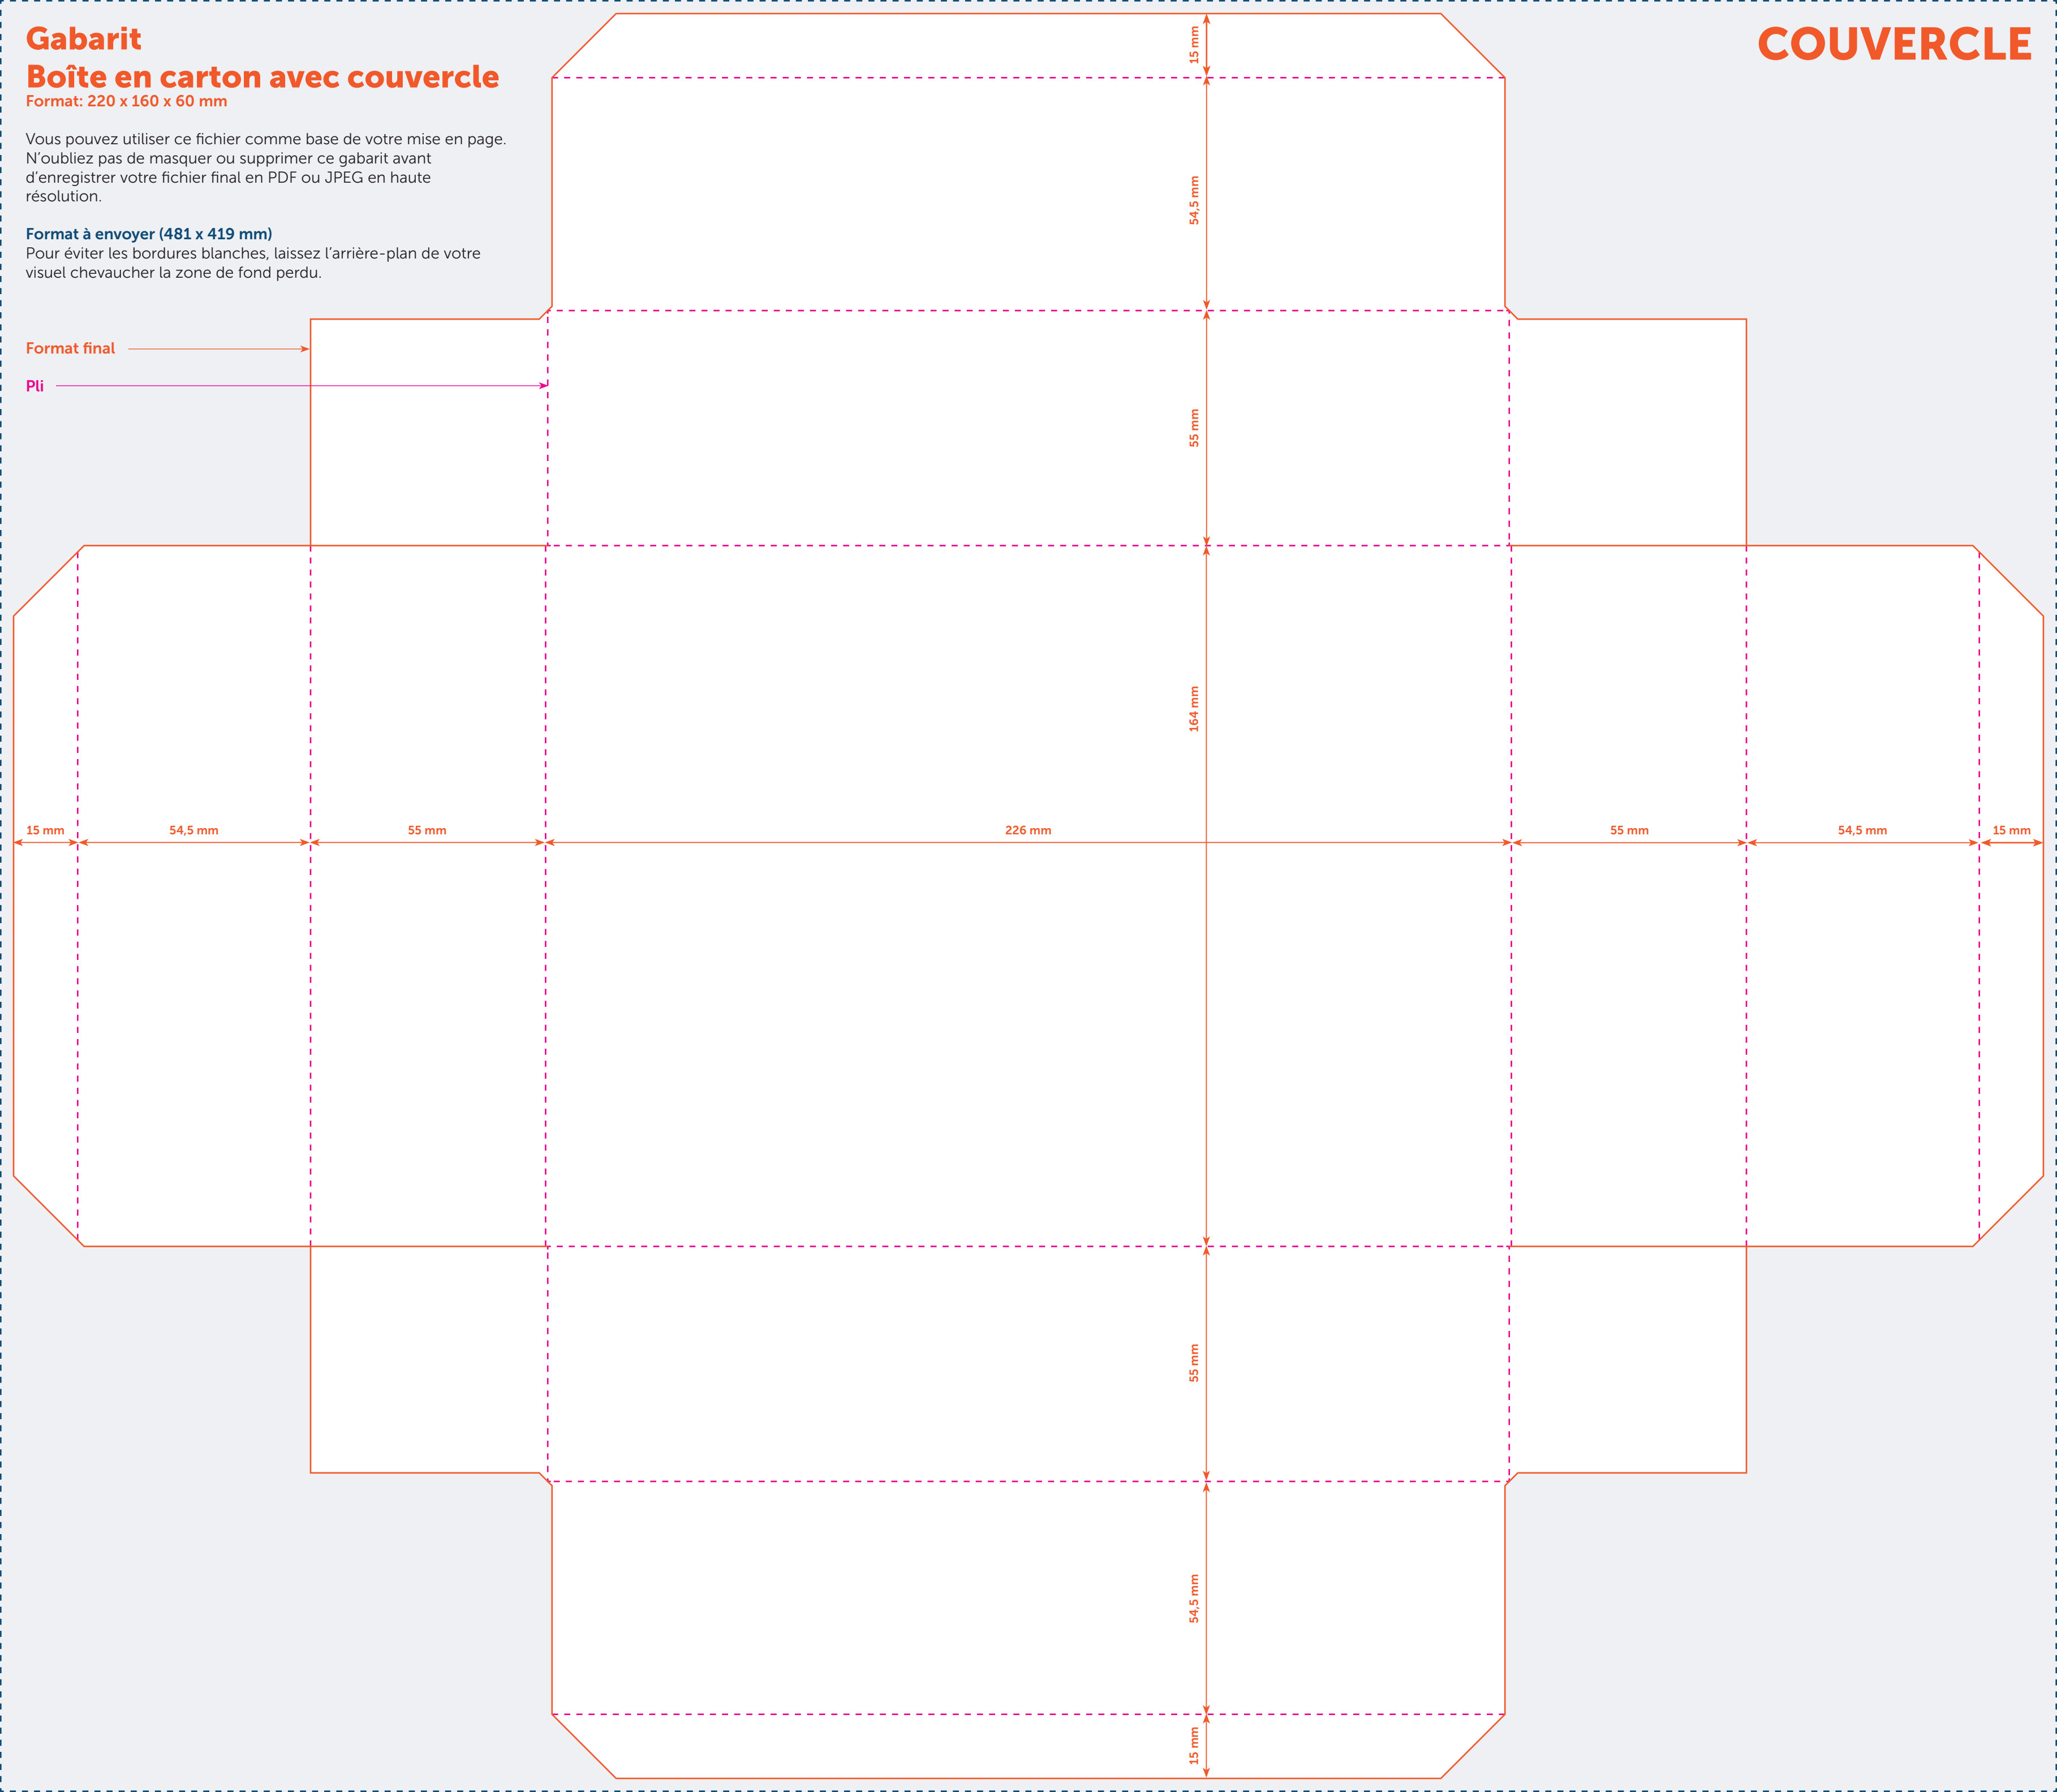 Gabarit
Boîte en carton avec couvercle
Format: 220 x 160 x 60 mm
COUVERCLE
Vous pouvez utiliser ce fichier comme base de votre mise en page.
N’oubliez pas de masquer ou supprimer ce gabarit avant
d’enregistrer votre fichier final en PDF ou JPEG en haute
résolution.
Format à envoyer (481 x 419 mm)
Pour éviter les bordures blanches, laissez l’arrière-plan de votre
visuel chevaucher la zone de fond perdu.
Format final
Pli
15 mm
54,5 mm
55 mm
164 mm
15 mm
54,5 mm
55 mm
226 mm
55 mm
54,5 mm
15 mm
55 mm
54,5 mm
15 mm